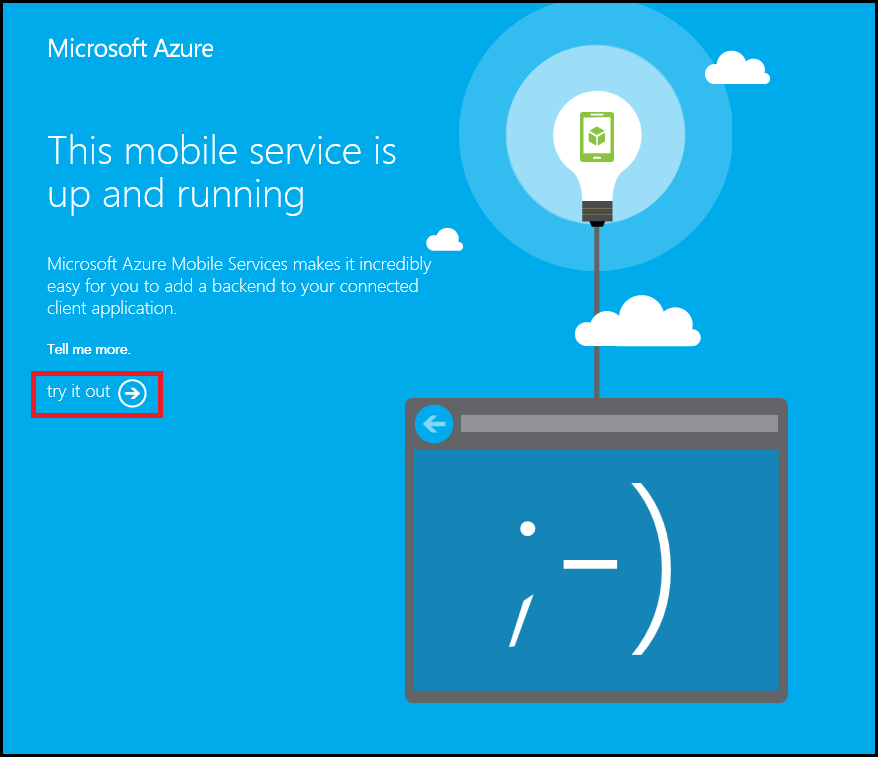 Microsoft Azure
This mobile service is
up and running
Microsoft Azure Mobile Services makes it incredibly
easy for you to add a backend to your connected
client application.
Tell me more.
try it out
;-)